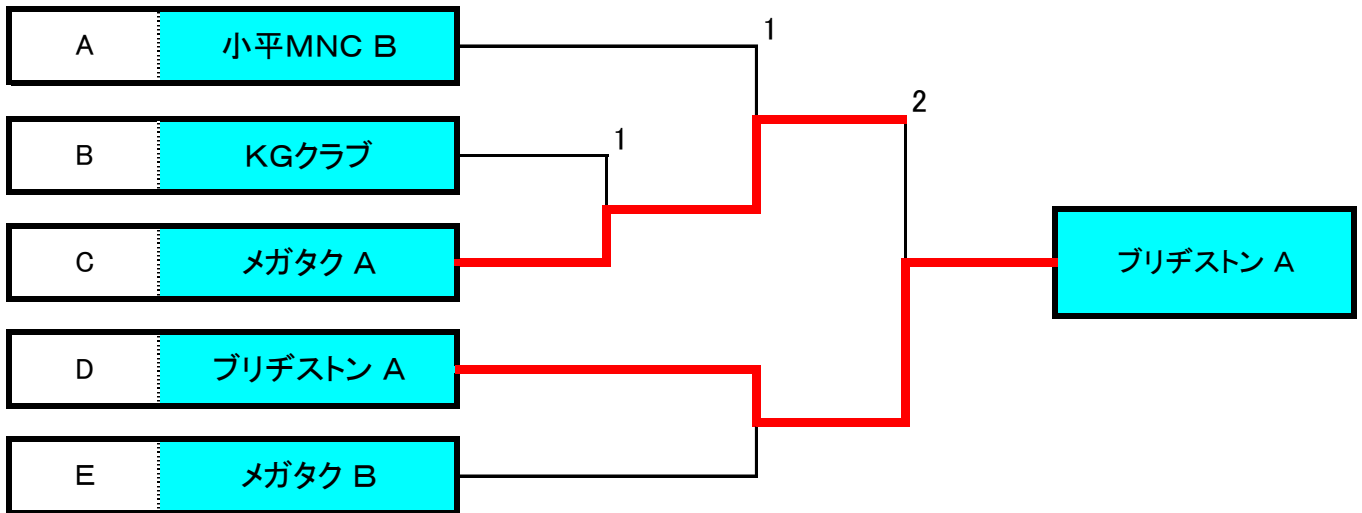 A 小平MNC B
1
2
B KGクラブ
1
C メガタク A
ブリヂストン A
D ブリヂストン A
E メガタク B